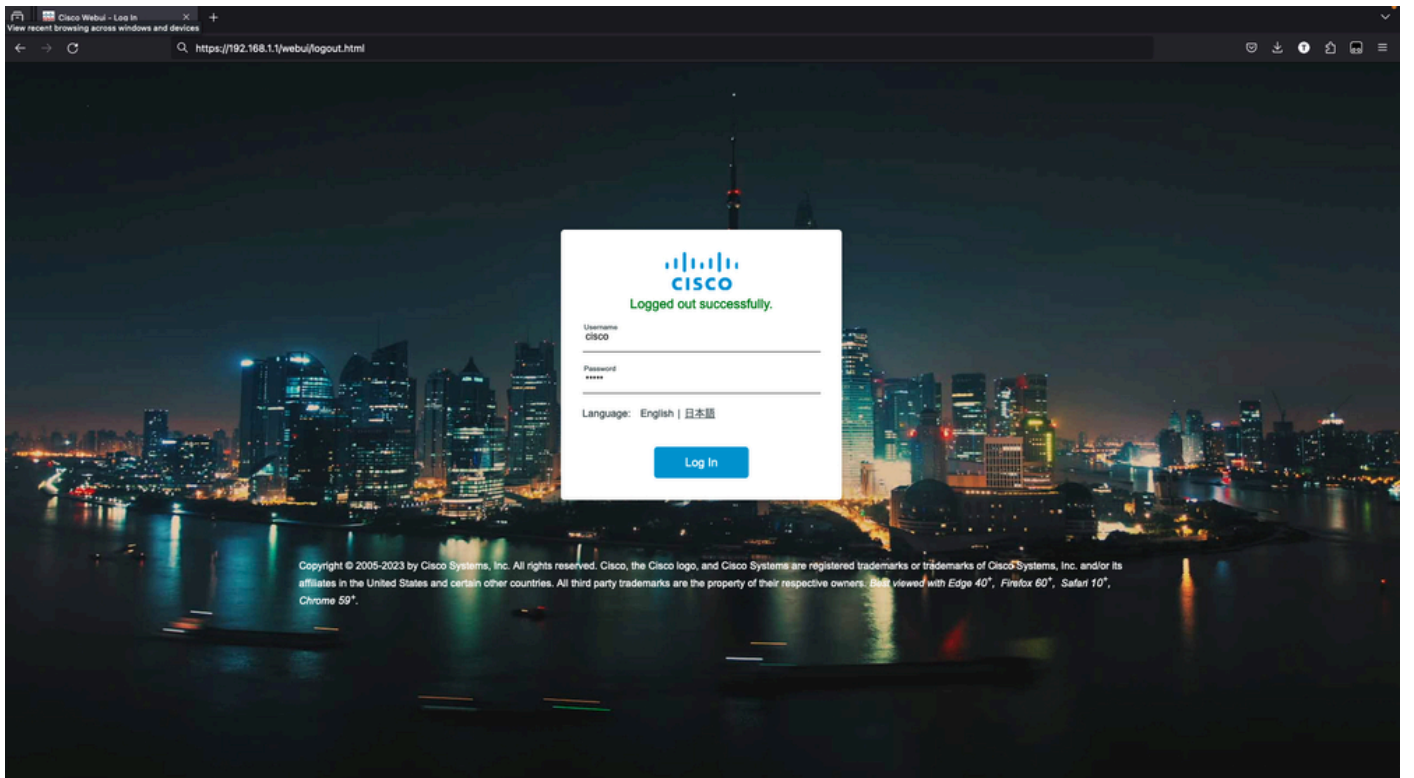 Cisco Webui - Log In
View recent browsing across windows and devices
https://192.168.1.1/webui/logout.html
CISCO
Logged out successfully.
Username
cisco
Password
•••••
Language: English | 日本語
Log In
Copyright © 2005-2023 by Cisco Systems, Inc. All rights reserved. Cisco, the Cisco logo, and Cisco Systems are registered trademarks or trademarks of Cisco Systems, Inc. and/or its
affiliates in the United States and certain other countries. All third party trademarks are the property of their respective owners. Best viewed with Edge 40+, Firefox 60+, Safari 10+,
Chrome 59+.